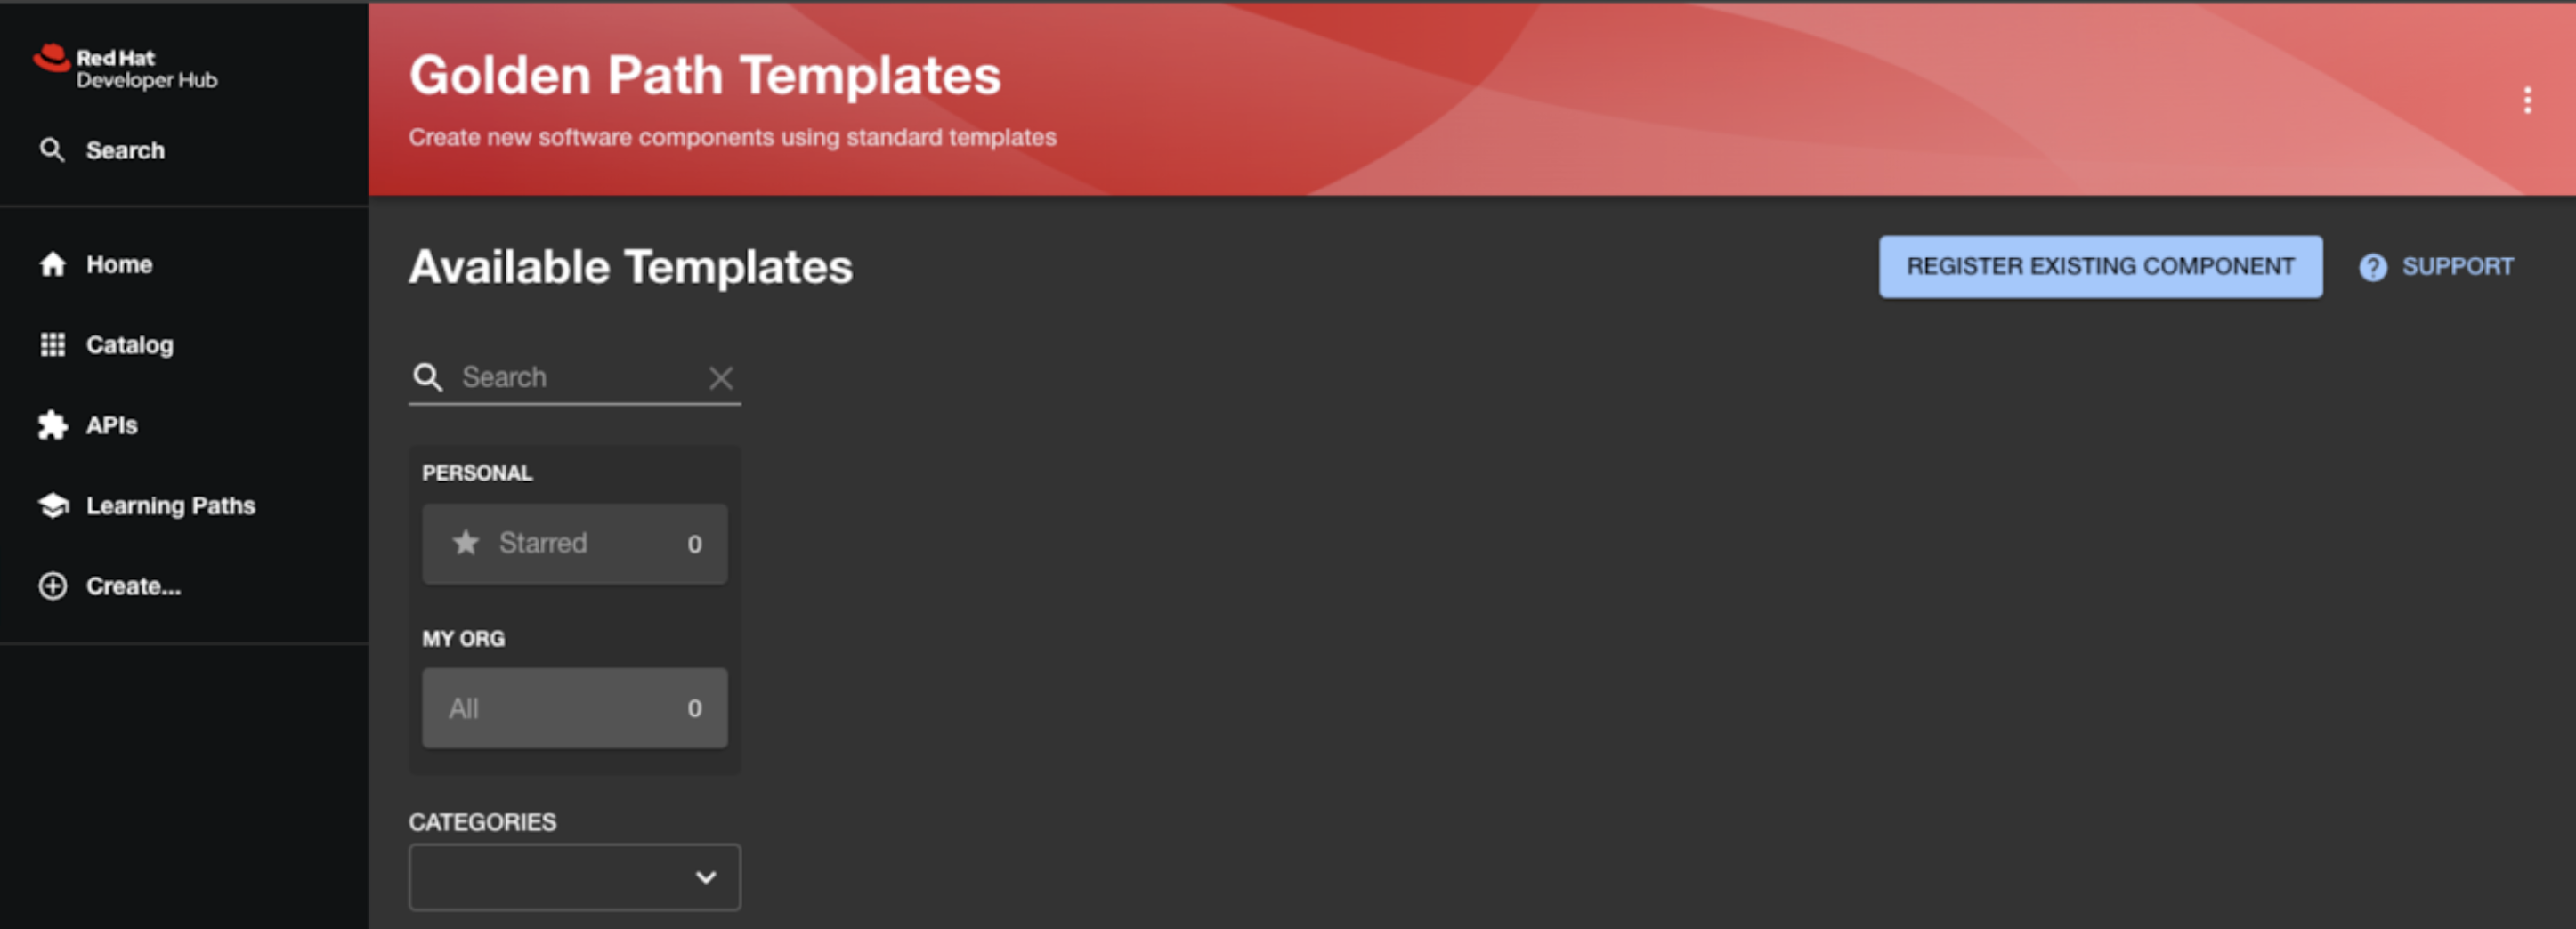 Red Hat
Developer Hub
Search
Home
Catalog
APIs
Learning Paths
Create...
Golden Path Templates
Create new software components using standard templates
Available Templates
REGISTER EXISTING COMPONENT
SUPPORT
Search
PERSONAL
Starred 0
MY ORG
All 0
CATEGORIES